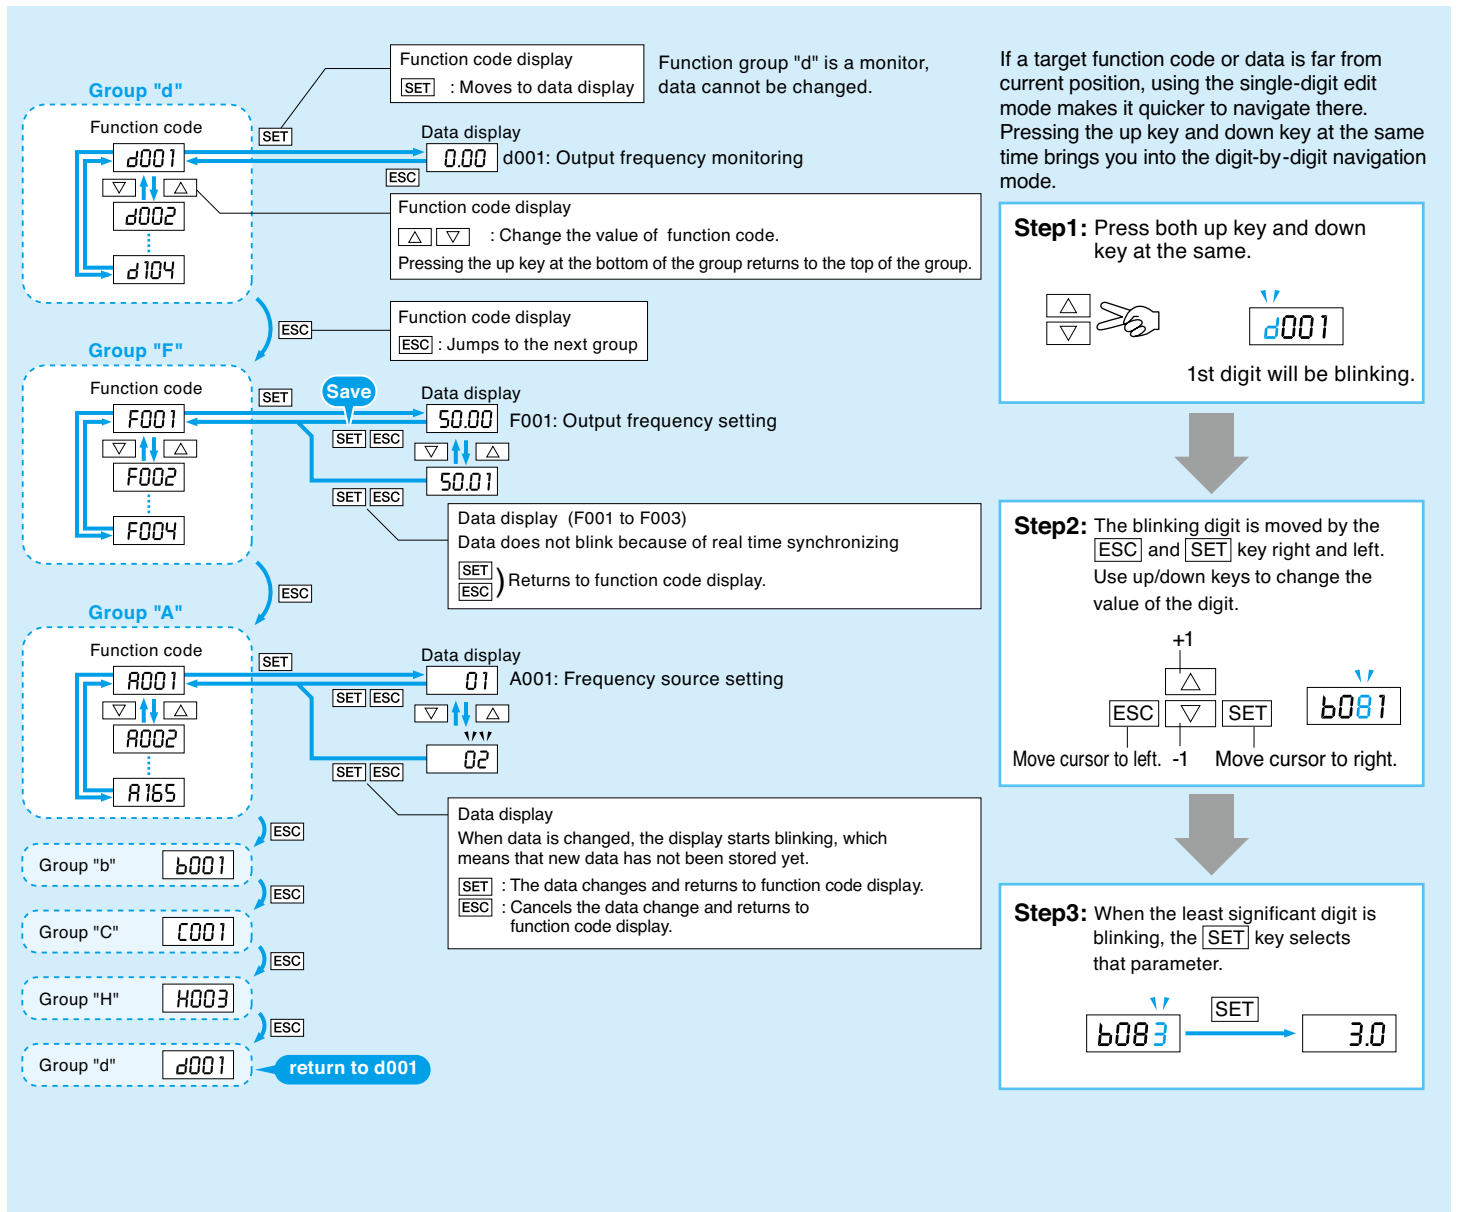 Group "d"
Function code
d001
d002
d104
SET
Function code display
SET : Moves to data display
Function group "d" is a monitor,
data cannot be changed.
Data display
0.00 d001: Output frequency monitoring
ESC
Function code display
△ ▽ : Change the value of function code.
Pressing the up key at the bottom of the group returns to the top of the group.
ESC
Function code display
ESC : Jumps to the next group
Group "F"
Function code
F001
F002
F004
SET
Save
Data display
50.00 F001: Output frequency setting
SET ESC
50.01
SET ESC
Data display (F001 to F003)
Data does not blink because of real time synchronizing
SET
ESC ) Returns to function code display.
ESC
Group "A"
Function code
A001
A002
A165
SET
Data display
01 A001: Frequency source setting
SET ESC
02
SET ESC
Data display
When data is changed, the display starts blinking, which
means that new data has not been stored yet.
SET : The data changes and returns to function code display.
ESC : Cancels the data change and returns to
function code display.
ESC
Group "b" b001
ESC
Group "C" C001
ESC
Group "H" H003
ESC
Group "d" d001
return to d001
If a target function code or data is far from
current position, using the single-digit edit
mode makes it quicker to navigate there.
Pressing the up key and down key at the same
time brings you into the digit-by-digit navigation
mode.
Step1: Press both up key and down
key at the same.
d001
1st digit will be blinking.
Step2: The blinking digit is moved by the
ESC and SET key right and left.
Use up/down keys to change the
value of the digit.
+1
ESC SET
b081
Move cursor to left. -1 Move cursor to right.
Step3: When the least significant digit is
blinking, the SET key selects
that parameter.
b083 SET 3.0